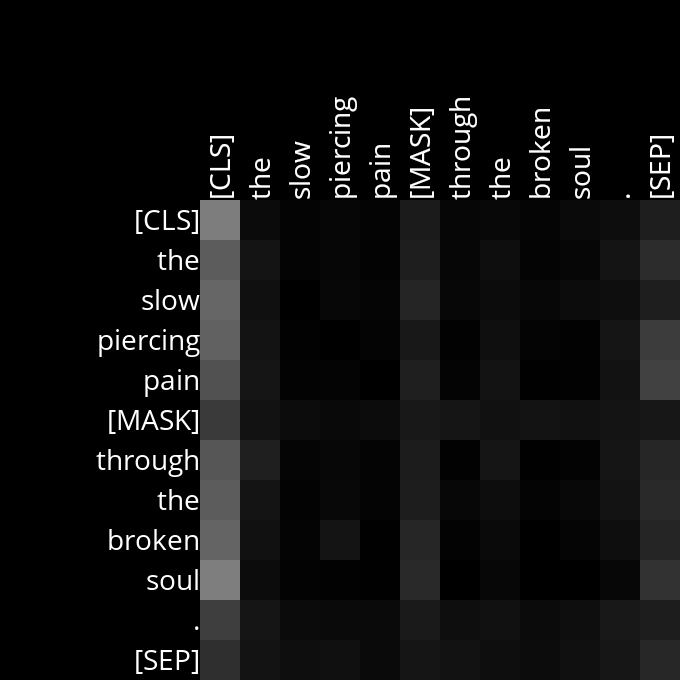 [CLS] the slow piercing pain [MASK] through the broken soul . [SEP]
[CLS]
the
slow
piercing
pain
[MASK]
through
the
broken
soul
.
[SEP]